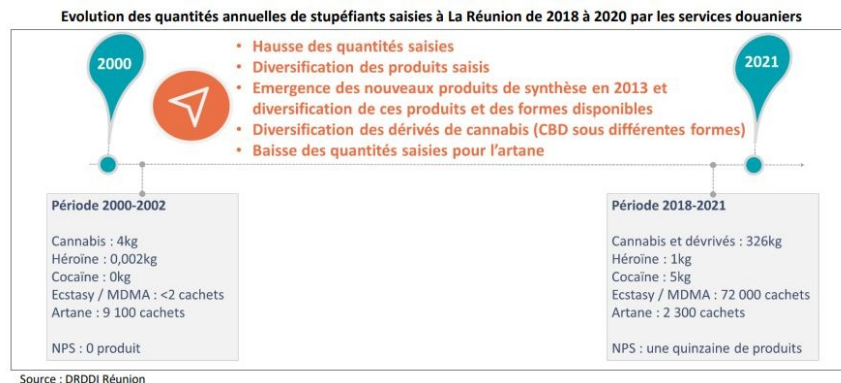 Evolution des quantités annuelles de stupéfiants saisies à La Réunion de 2018 à 2020 par les services douaniers
2000
2021
• Hausse des quantités saisies
• Diversification des produits saisis
• Emergence des nouveaux produits de synthèse en 2013 et
diversification de ces produits et des formes disponibles
• Diversification des dérivés de cannabis (CBD sous différentes formes)
• Baisse des quantités saisies pour l'artane
Période 2000-2002
Cannabis : 4kg
Héroïne : 0,002kg
Cocaïne : 0kg
Ecstasy / MDMA : <2 cachets
Artane : 9 100 cachets
NPS : 0 produit
Période 2018-2021
Cannabis et dévrivés : 326kg
Héroïne : 1kg
Cocaïne : 5kg
Ecstasy / MDMA : 72 000 cachets
Artane : 2 300 cachets
NPS : une quinzaine de produits
Source : DRDDI Réunion